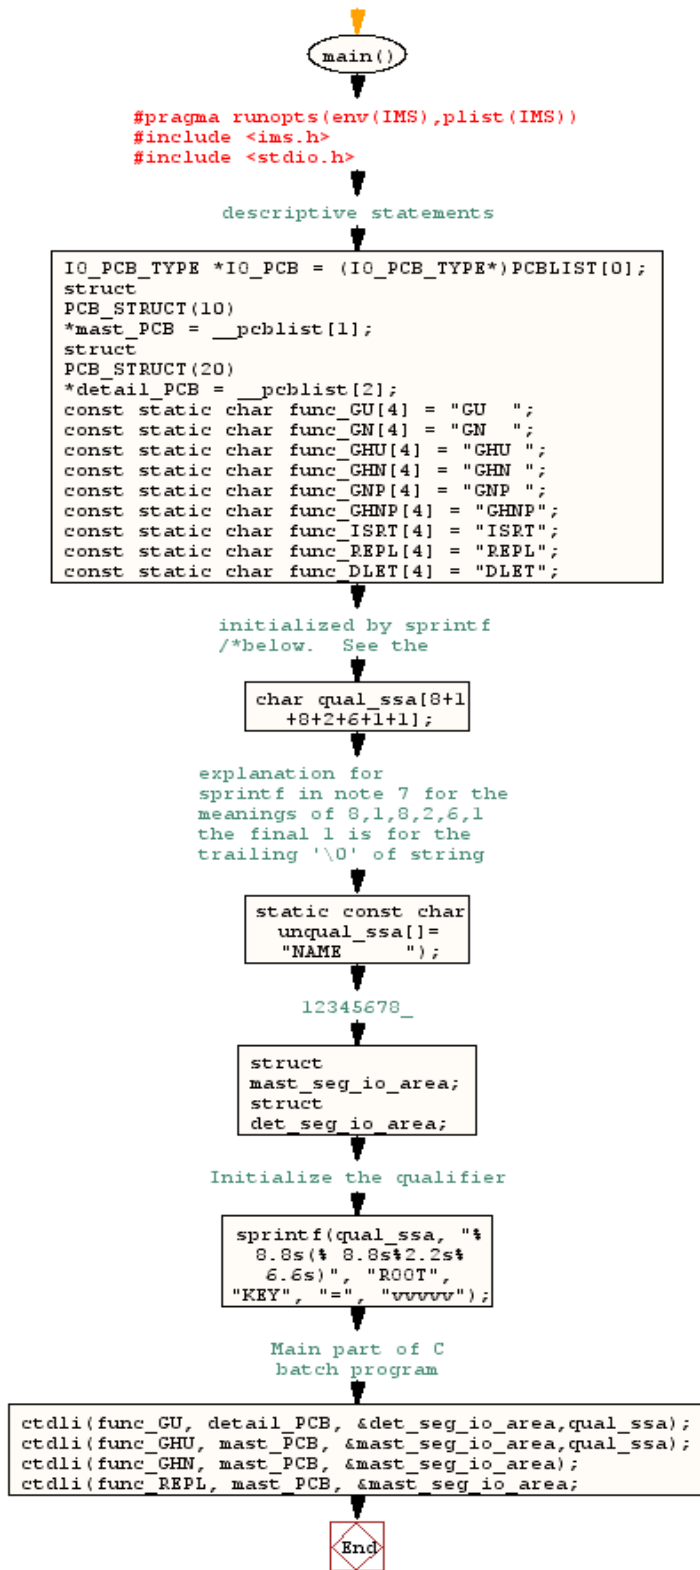 main()
#pragma runopts(env(IMS),plist(IMS))
#include <ims.h>
#include <stdio.h>
descriptive statements
IO_PCB_TYPE *IO_PCB = (IO_PCB_TYPE*)PCBLIST[0];
struct
PCB_STRUCT(10)
*mast_PCB = __pcblist[1];
struct
PCB_STRUCT(20)
*detail_PCB = __pcblist[2];
const static char func_GU[4] = "GU  ";
const static char func_GN[4] = "GN  ";
const static char func_GHU[4] = "GHU ";
const static char func_GHN[4] = "GHN ";
const static char func_GNP[4] = "GNP ";
const static char func_GHNP[4] = "GHNP";
const static char func_ISRT[4] = "ISRT";
const static char func_REPL[4] = "REPL";
const static char func_DLET[4] = "DLET";
initialized by sprintf
/*below.  See the
char qual_ssa[8+1
+8+2+6+1+1];
explanation for
sprintf in note 7 for the
meanings of 8,1,8,2,6,1
the final 1 is for the
trailing '\0' of string
static const char
unqual_ssa[]=
"NAME      ");
12345678_
struct
mast_seg_io_area;
struct
det_seg_io_area;
Initialize the qualifier
sprintf(qual_ssa, "%
8.8s(% 8.8s%2.2s%
6.6s)", "ROOT",
"KEY", "=", "vvvvv");
Main part of C
batch program
ctdli(func_GU, detail_PCB, &det_seg_io_area,qual_ssa);
ctdli(func_GHU, mast_PCB, &mast_seg_io_area,qual_ssa);
ctdli(func_GHN, mast_PCB, &mast_seg_io_area);
ctdli(func_REPL, mast_PCB, &mast_seg_io_area;
End